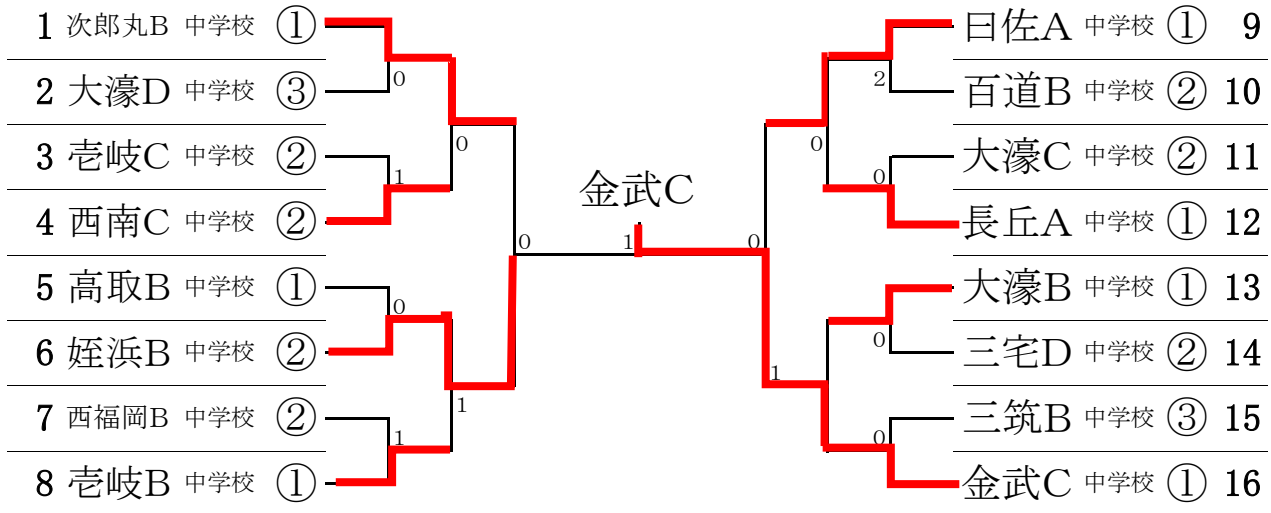 1 次郎丸B 中学校 ①
0
2 大濠D 中学校 ③
0
3 壱岐C 中学校 ②
1
4 西南C 中学校 ②
0
5 高取B 中学校 ①
0
6 姪浜B 中学校 ②
1
7 西福岡B 中学校 ②
1
8 壱岐B 中学校 ①
金武C
1
日佐A 中学校 ① 9
2
百道B 中学校 ② 10
0
大濠C 中学校 ② 11
0
長丘A 中学校 ① 12
0
大濠B 中学校 ① 13
0
三宅D 中学校 ② 14
1
三筑B 中学校 ③ 15
0
金武C 中学校 ① 16